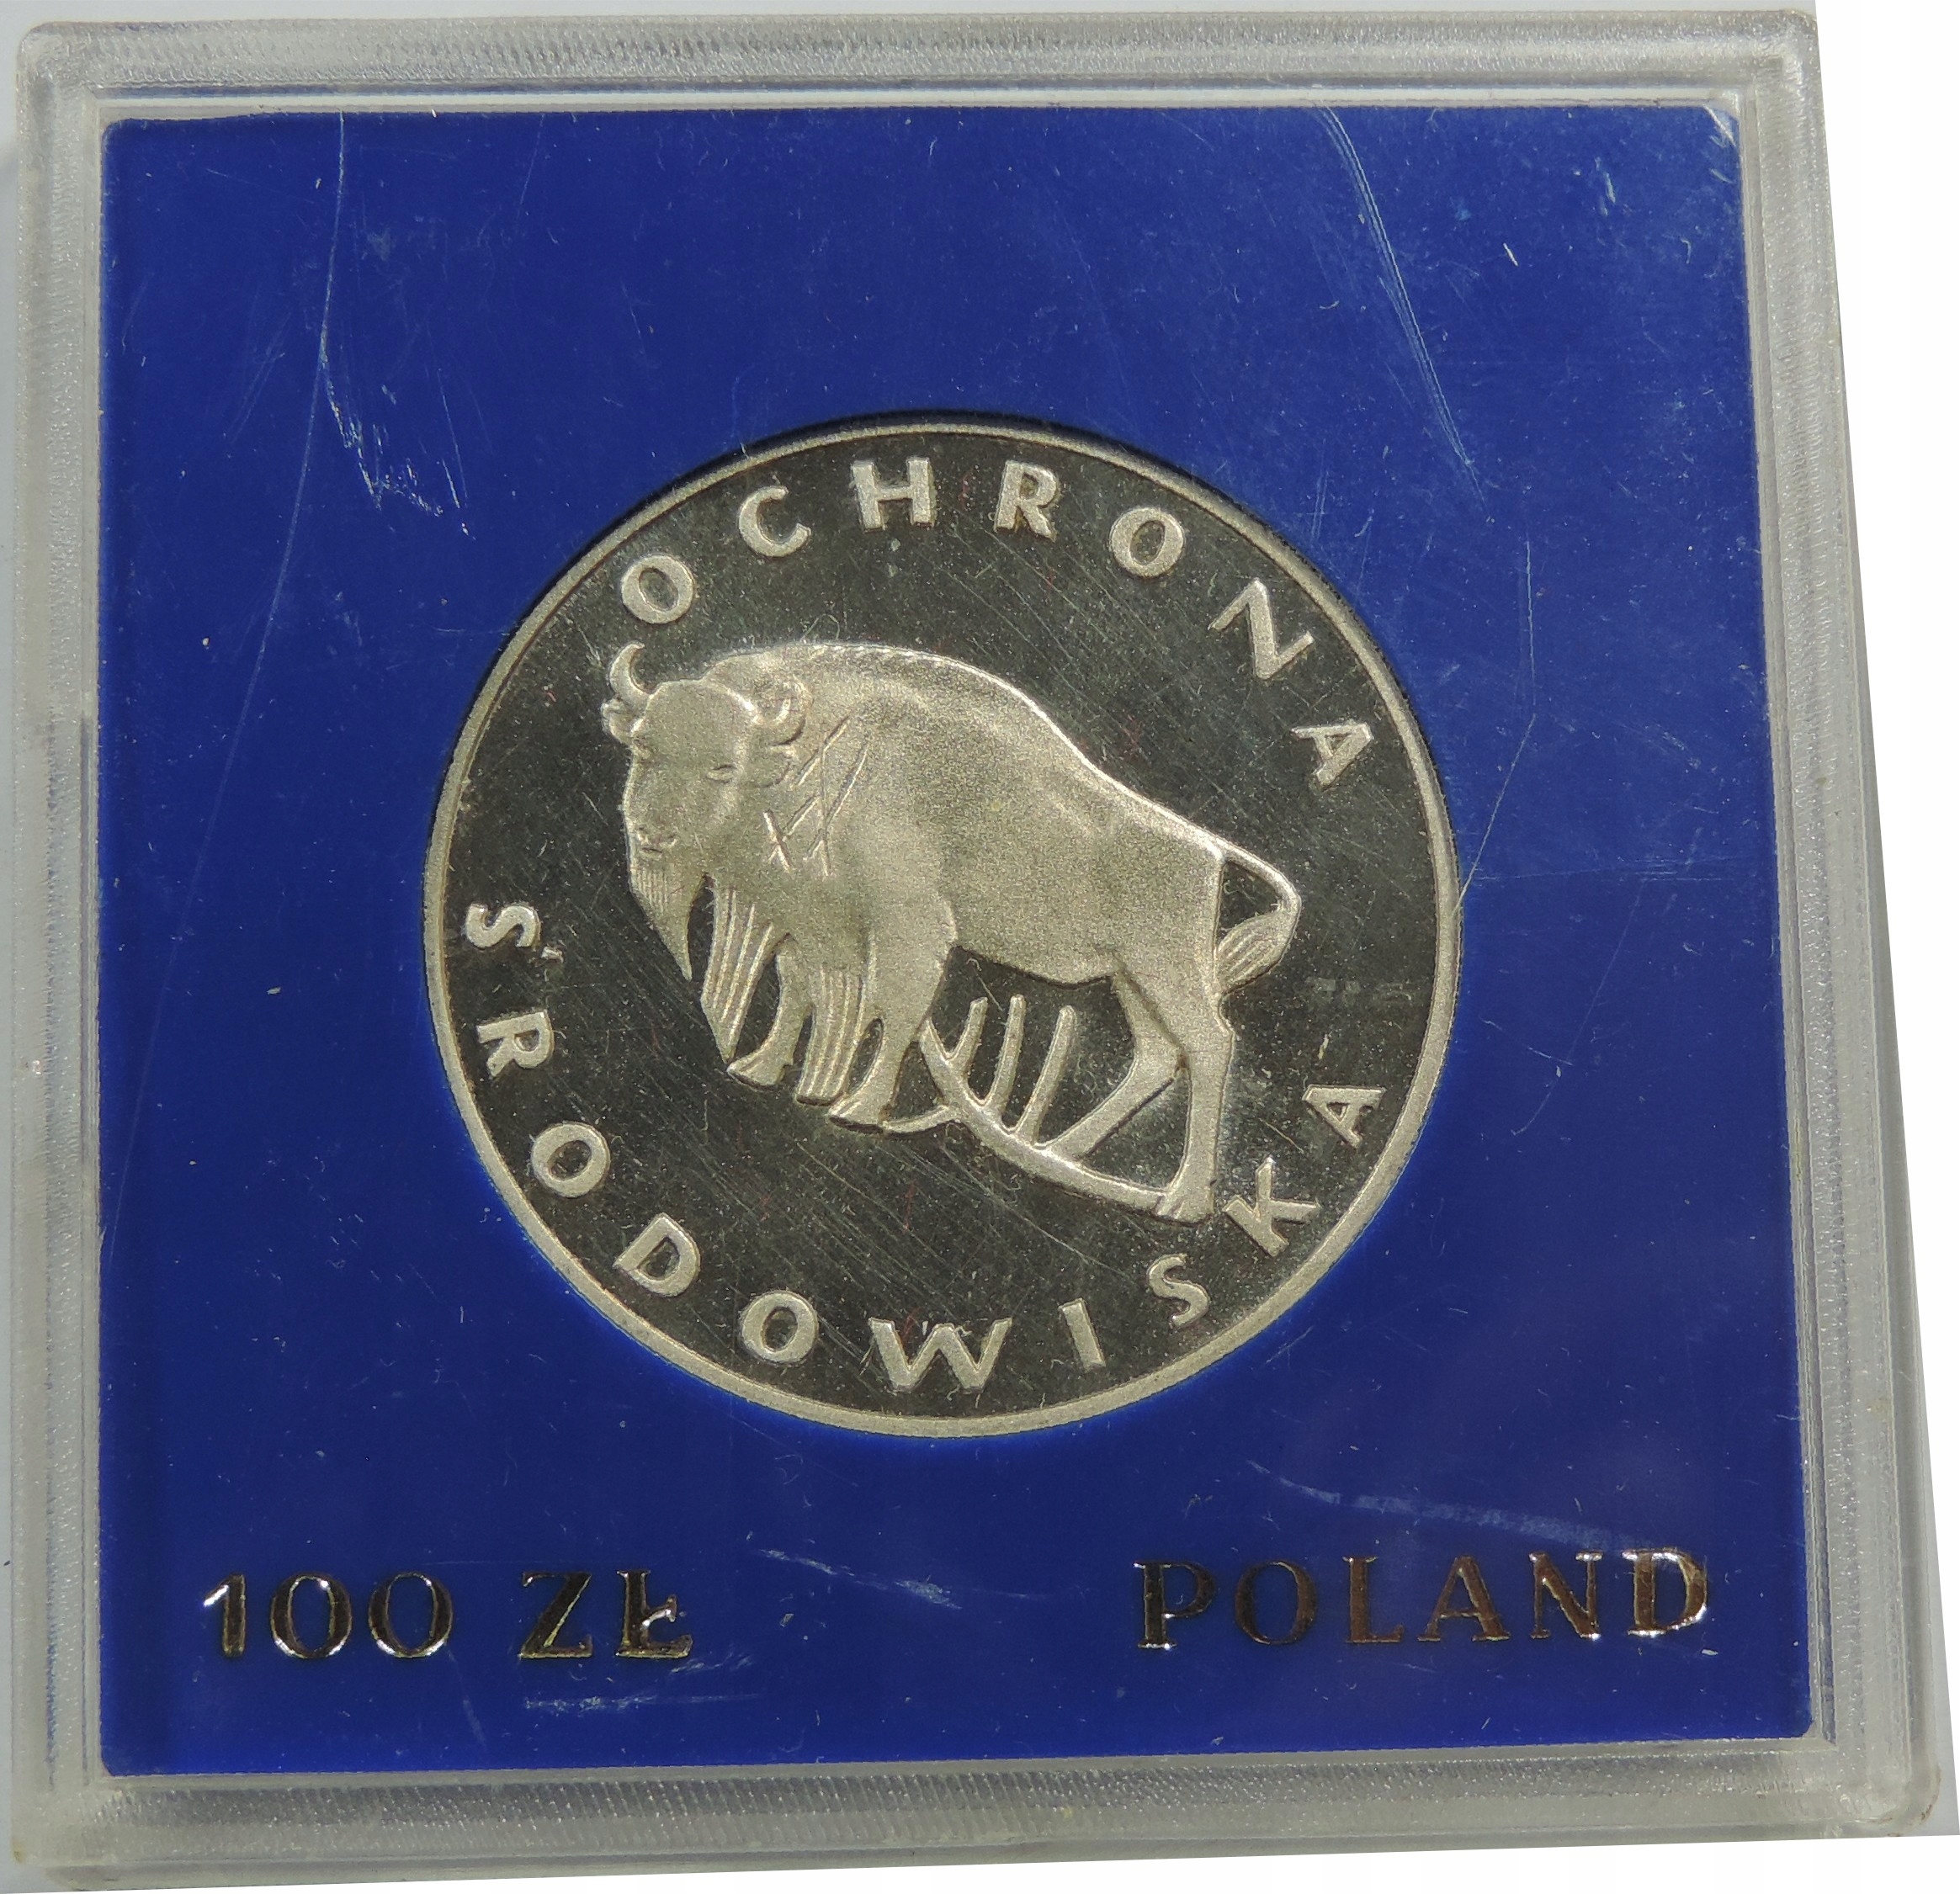 OCHRONA
ŚRODOWISKA
100 ZŁ
POLAND